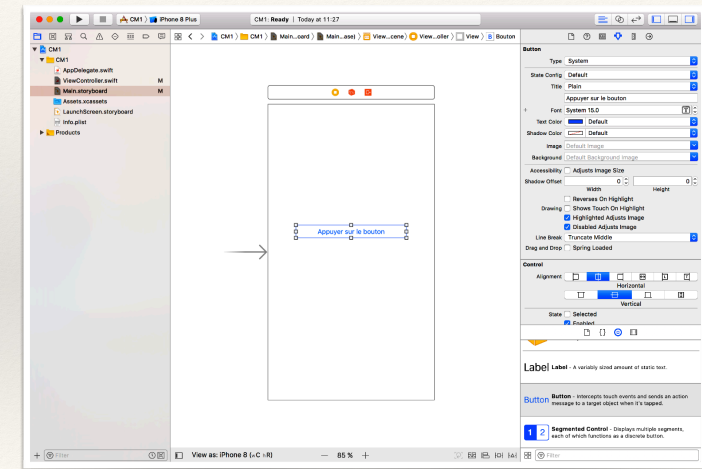 CM1 > iPhone 8 Plus
CM1: Ready | Today at 11:27
CM1 > CM1 > Main....oard > Main...ase) > View...cene) > View...oller > View > B Bouton
CM1
CM1
AppDelegate.swift
ViewController.swift M
Main.storyboard M
Assets.xcassets
LaunchScreen.storyboard
Info.plist
Products
Appuyer sur le bouton
Button
Type System
State Config Default
Title Plain
Appuyer sur le bouton
+ Font System 15.0
Text Color Default
Shadow Color Default
Image Default Image
Background Default Background Image
Accessibility Adjusts Image Size
Shadow Offset 0 0
Width Height
Reverses On Highlight
Drawing Shows Touch On Highlight
Highlighted Adjusts Image
Disabled Adjusts Image
Line Break Truncate Middle
Drag and Drop Spring Loaded
Control
Alignment
Horizontal
Vertical
State Selected
Enabled
Label Label - A variably sized amount of static text.
Button Button - Intercepts touch events and sends an action
message to a target object when it's tapped.
1 2 Segmented Control - Displays multiple segments,
each of which functions as a discrete button.
+ Filter
View as: iPhone 8 (wC hR)
— 85 % +
Filter